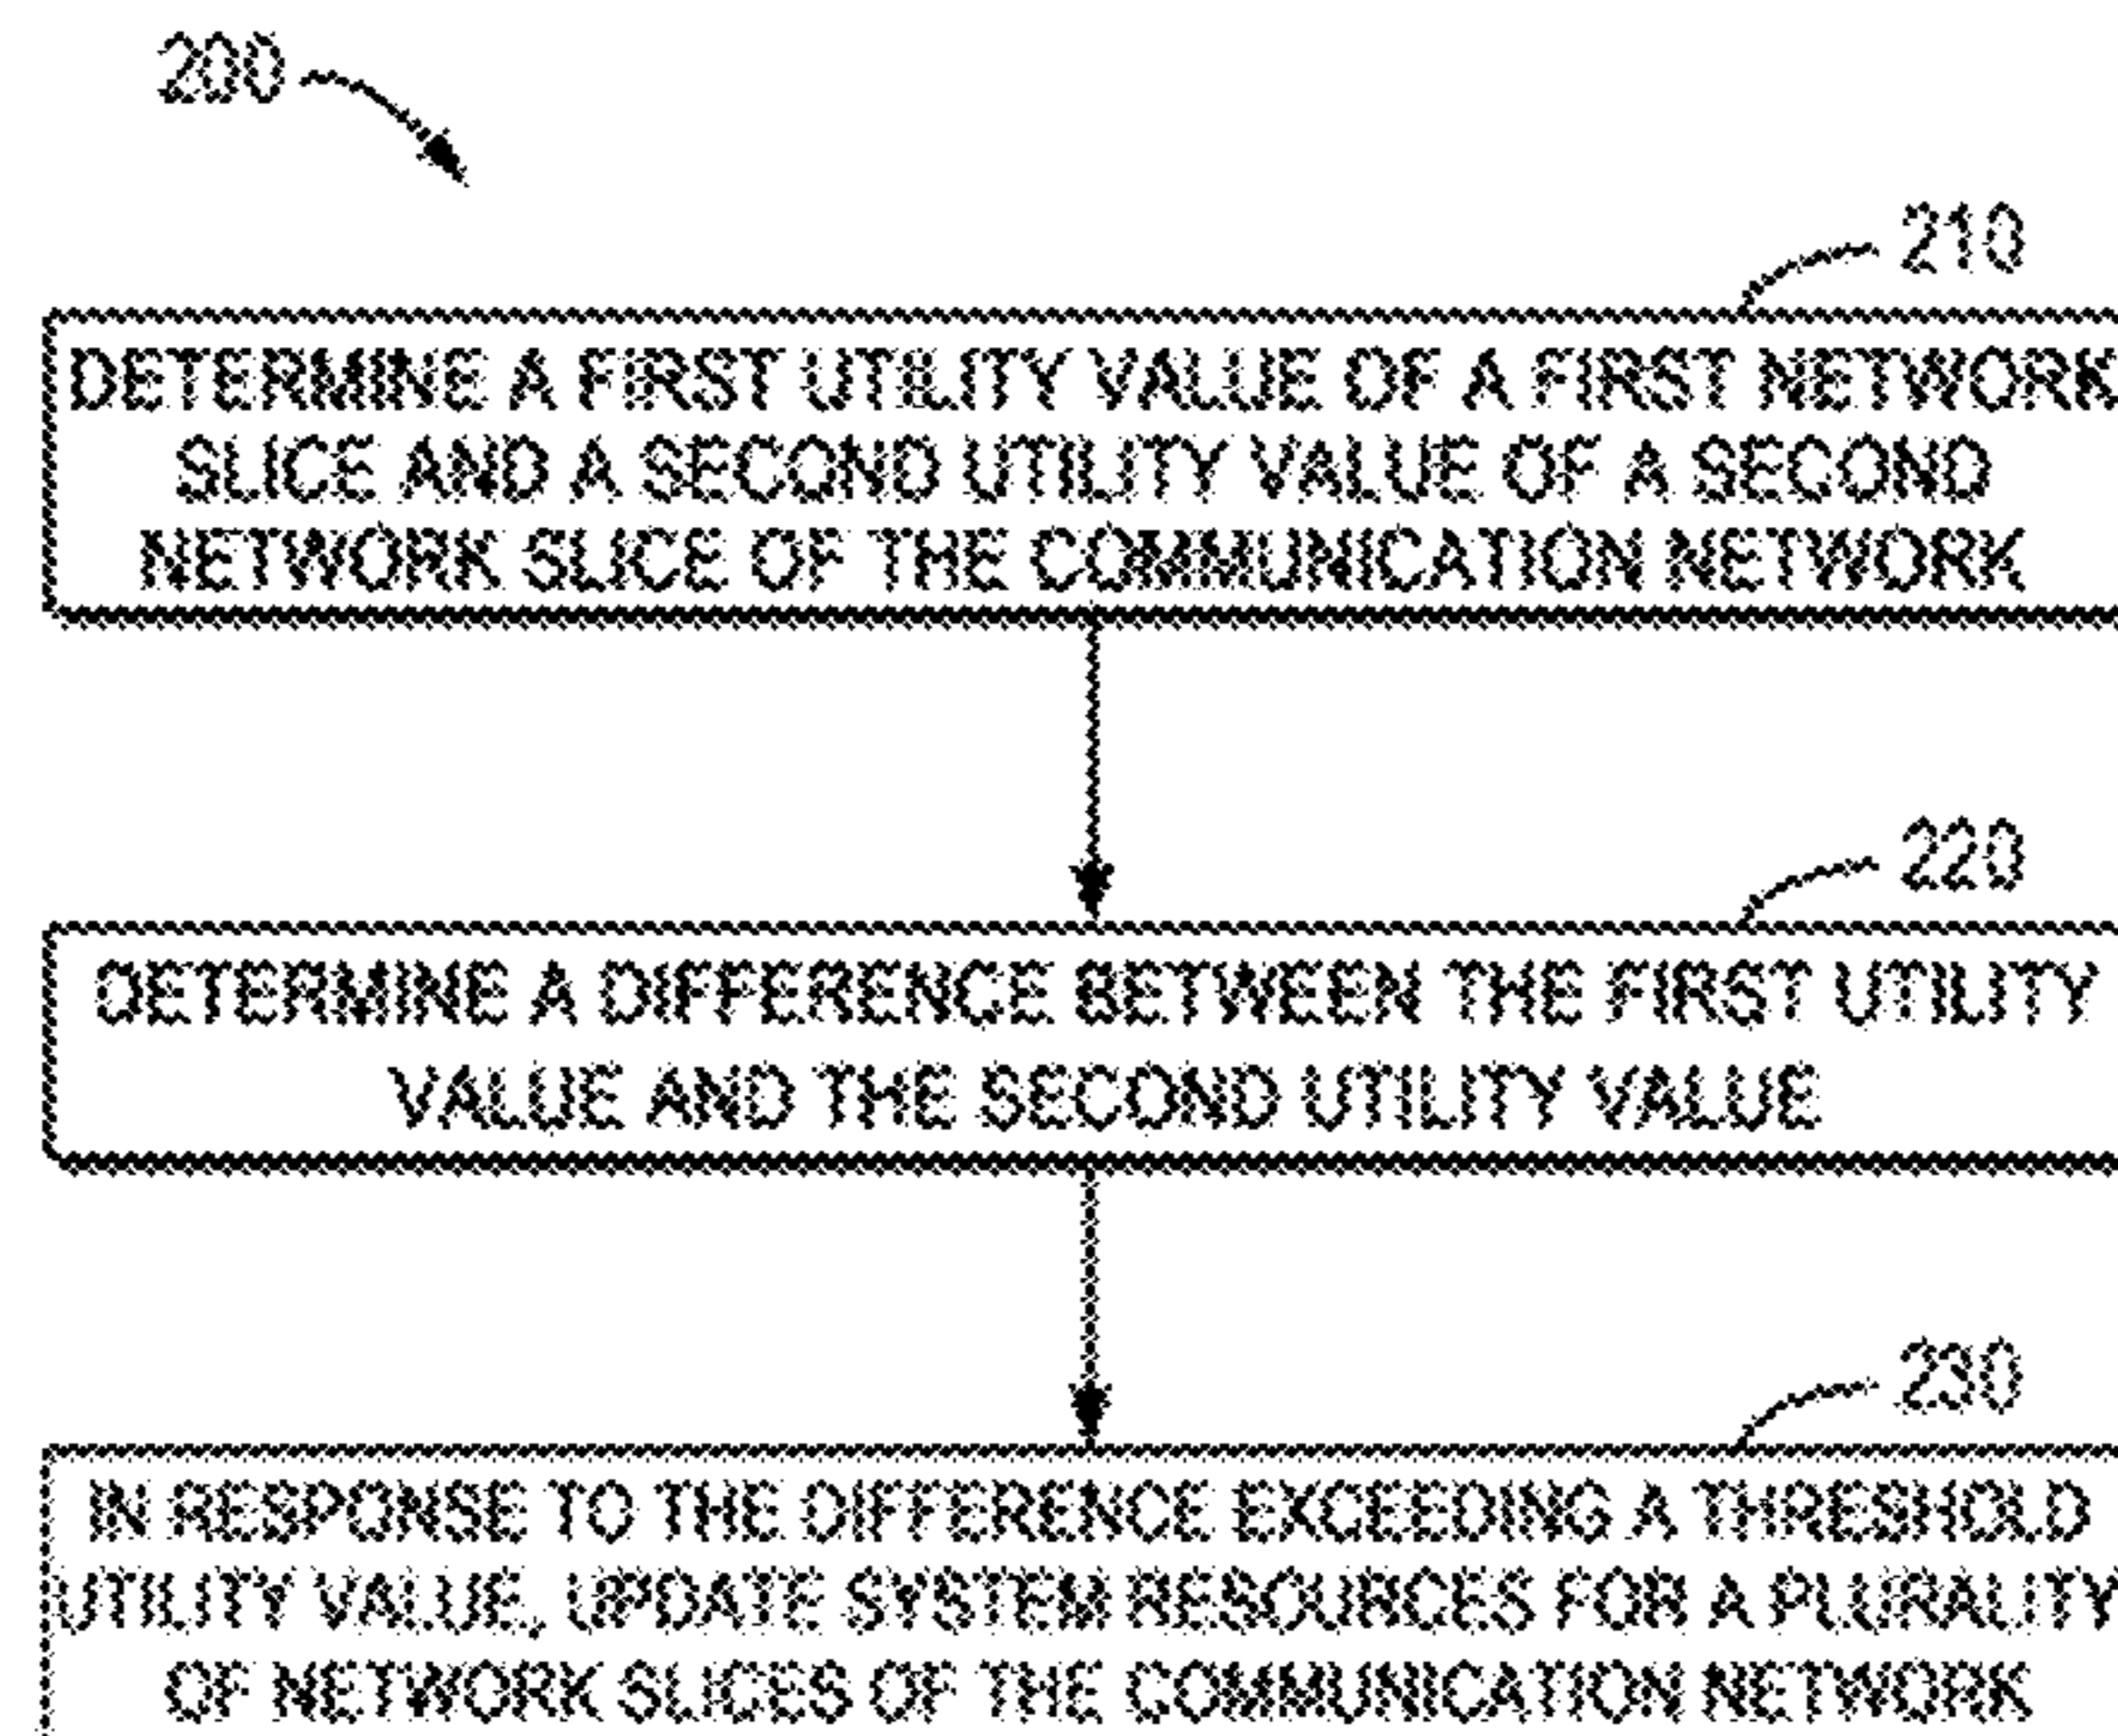 200
210
DETERMINE A FIRST UTILITY VALUE OF A FIRST NETWORK
SLICE AND A SECOND UTILITY VALUE OF A SECOND
NETWORK SLICE OF THE COMMUNICATION NETWORK
220
DETERMINE A DIFFERENCE BETWEEN THE FIRST UTILITY
VALUE AND THE SECOND UTILITY VALUE
230
IN RESPONSE TO THE DIFFERENCE EXCEEDING A THRESHOLD
UTILITY VALUE, UPDATE SYSTEM RESOURCES FOR A PLURALITY
OF NETWORK SLICES OF THE COMMUNICATION NETWORK